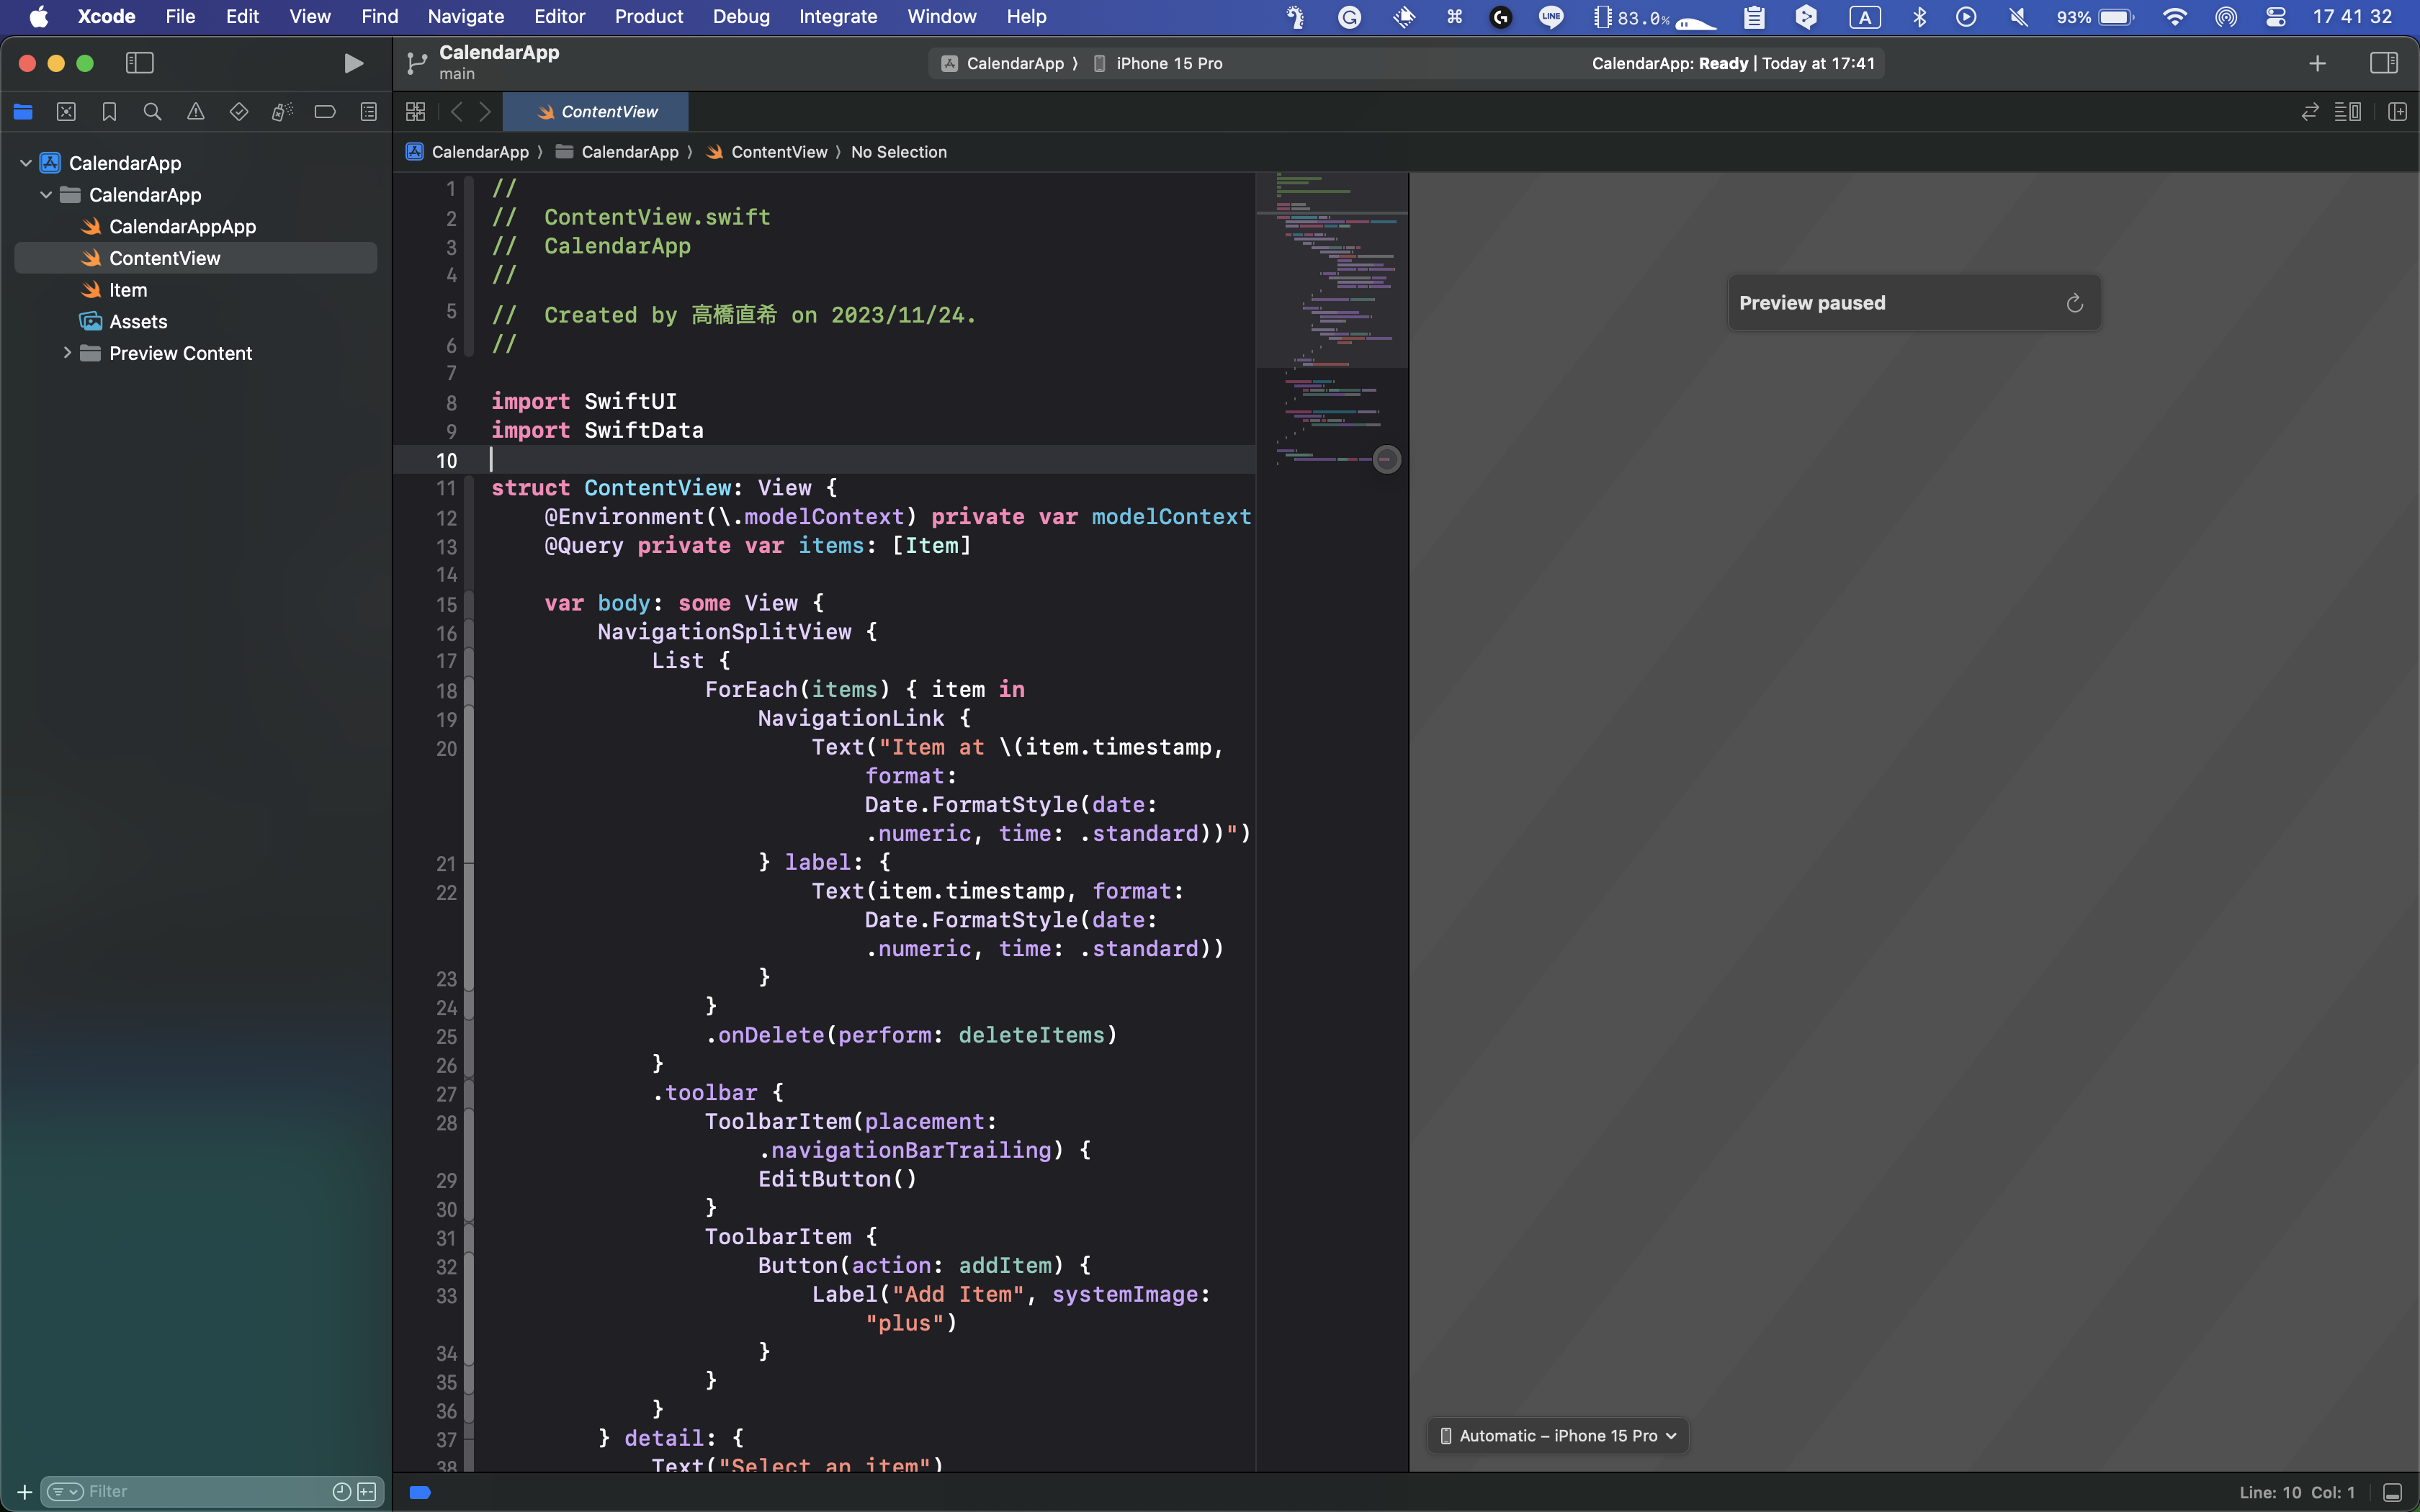 Xcode File Edit View Find Navigate Editor Product Debug Integrate Window Help LINE 83.0% A 93% 17 41 32
CalendarApp
main
CalendarApp ⟩ iPhone 15 Pro
CalendarApp: Ready | Today at 17:41
ContentView
CalendarApp ⟩ CalendarApp ⟩ ContentView ⟩ No Selection
CalendarApp
CalendarApp
CalendarAppApp
ContentView
Item
Assets
Preview Content
Filter
1 //
2 //  ContentView.swift
3 //  CalendarApp
4 //
5 //  Created by 高橋直希 on 2023/11/24.
6 //
7
8 import SwiftUI
9 import SwiftData
10
11 struct ContentView: View {
12     @Environment(\.modelContext) private var modelContext
13     @Query private var items: [Item]
14
15     var body: some View {
16         NavigationSplitView {
17             List {
18                 ForEach(items) { item in
19                     NavigationLink {
20                         Text("Item at \(item.timestamp,
format:
Date.FormatStyle(date:
.numeric, time: .standard))")
21                     } label: {
22                         Text(item.timestamp, format:
Date.FormatStyle(date:
.numeric, time: .standard))
23                     }
24                 }
25                 .onDelete(perform: deleteItems)
26             }
27             .toolbar {
28                 ToolbarItem(placement:
.navigationBarTrailing) {
29                     EditButton()
30                 }
31                 ToolbarItem {
32                     Button(action: addItem) {
33                         Label("Add Item", systemImage:
"plus")
34                     }
35                 }
36             }
37         } detail: {
38             Text("Select an item")
Preview paused
Automatic – iPhone 15 Pro
Line: 10 Col: 1